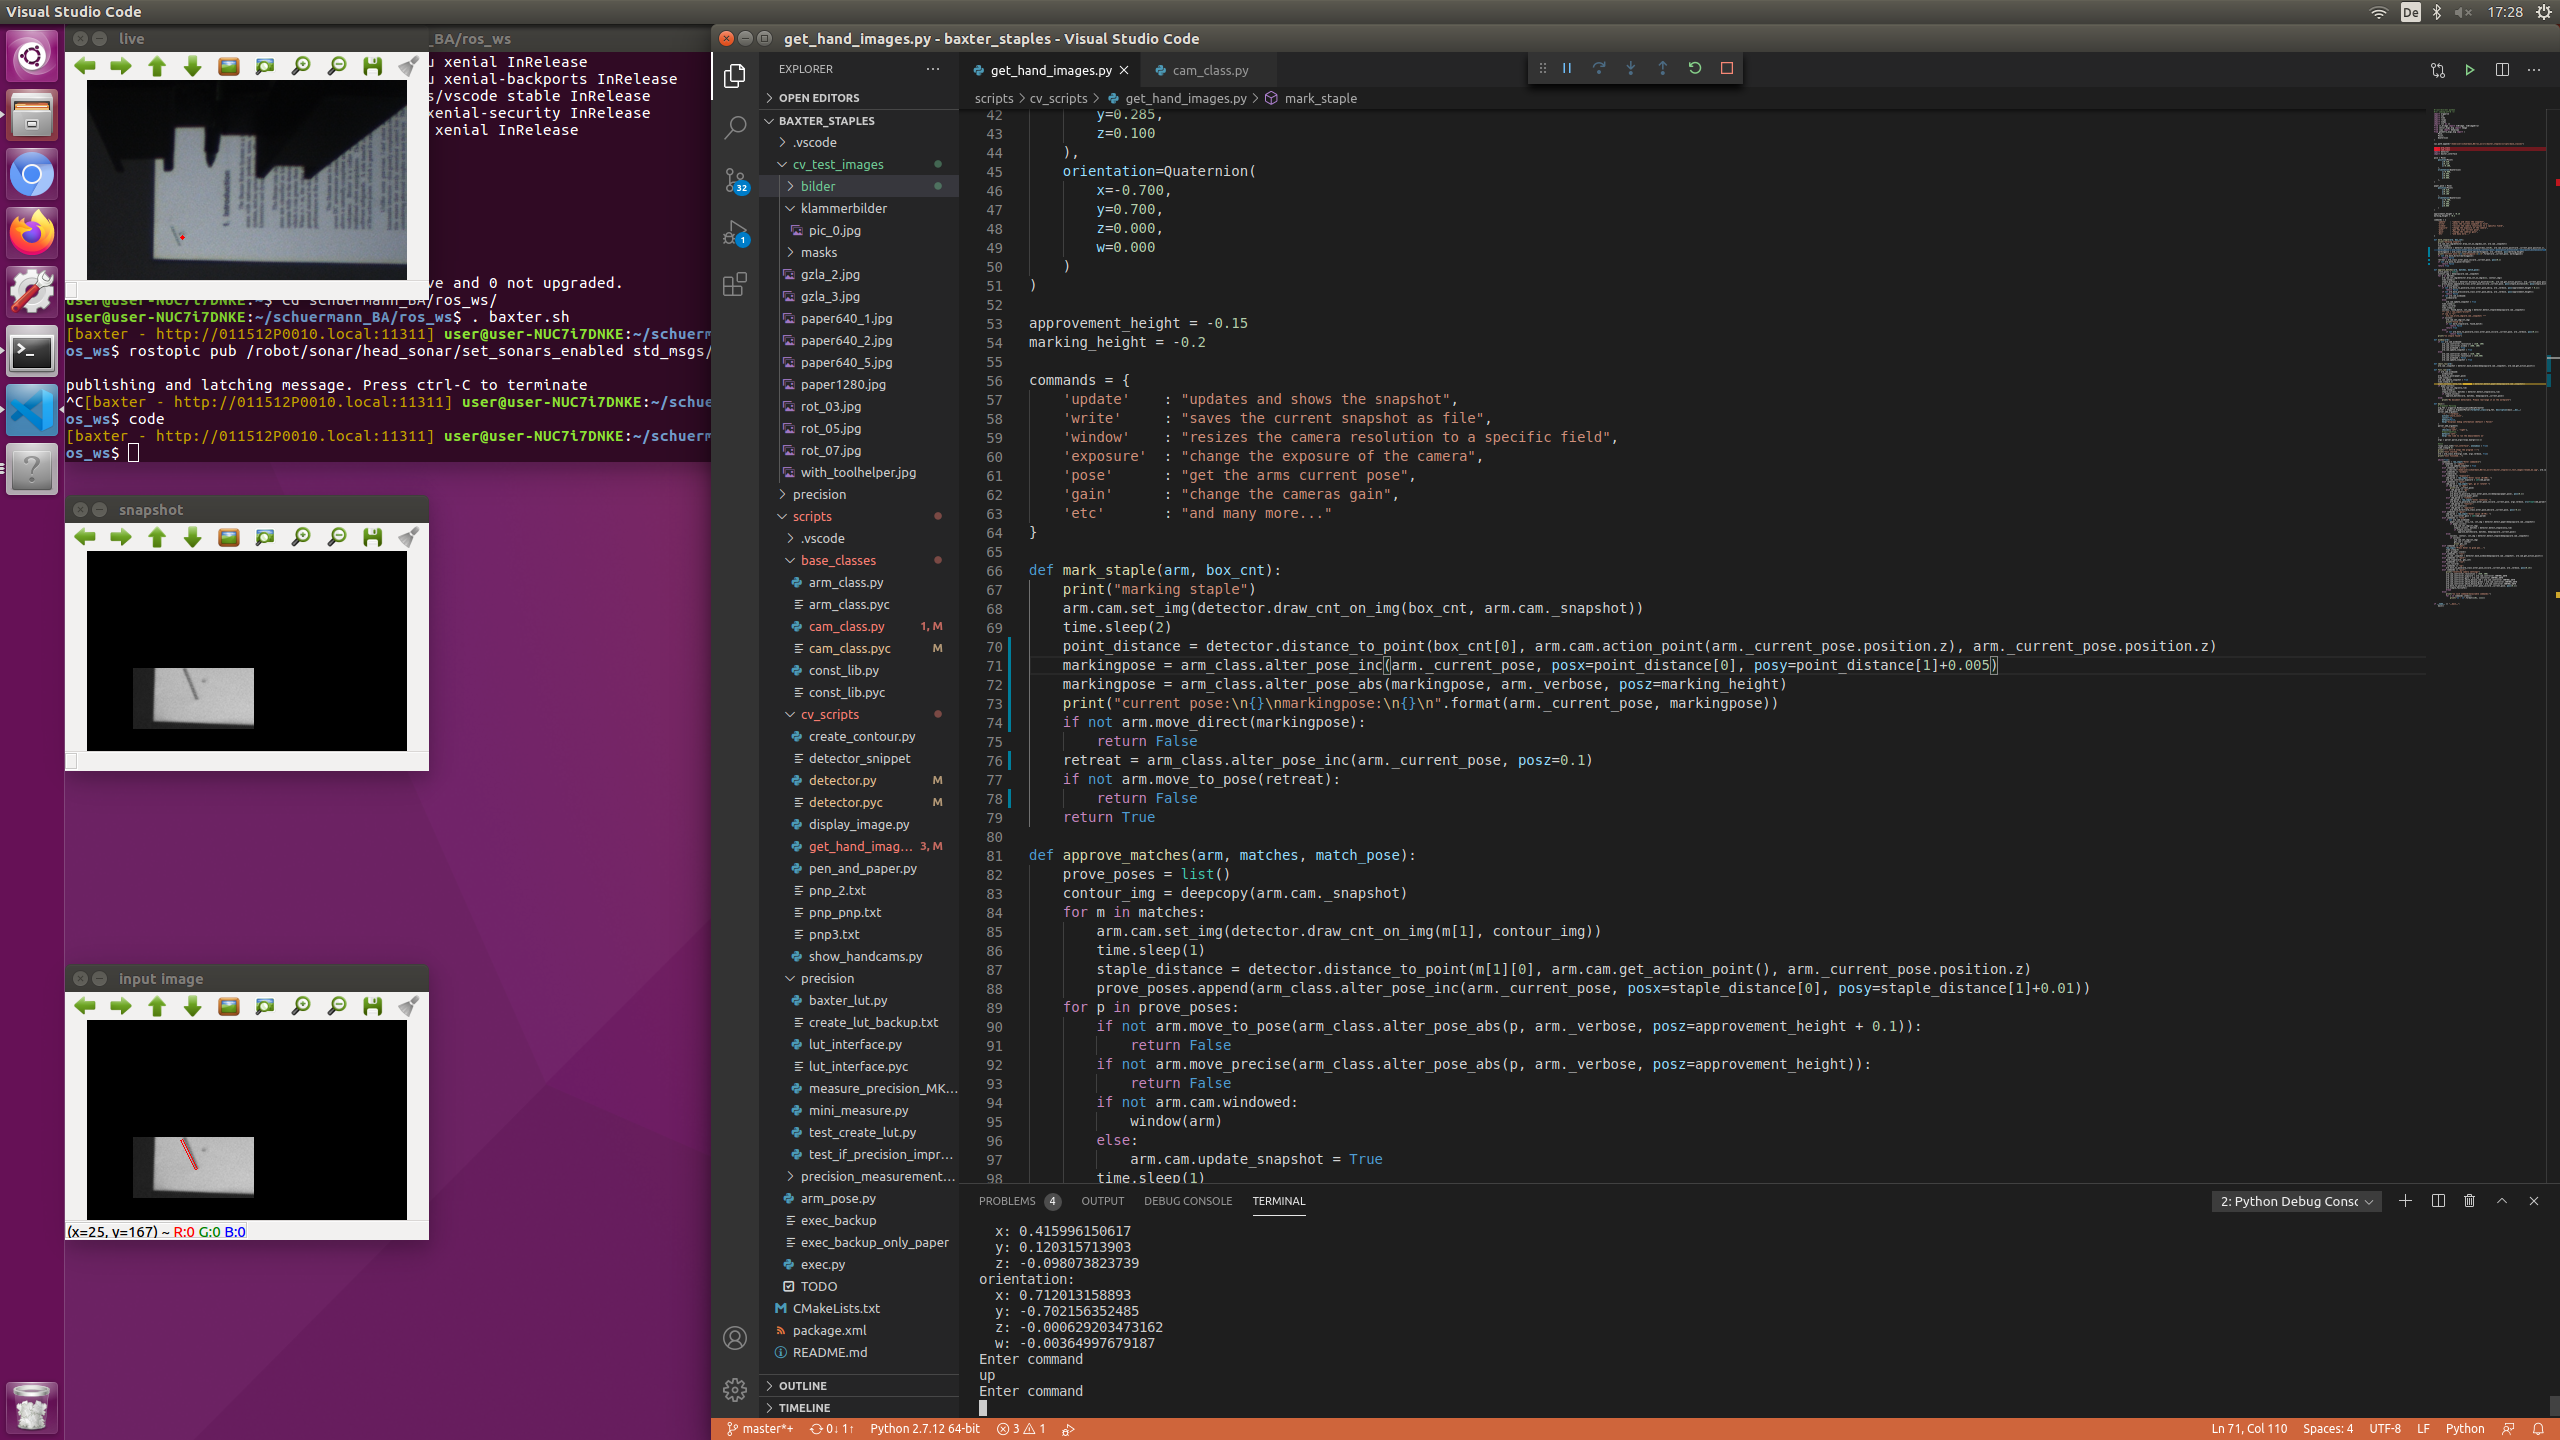 Visual Studio Code
De
17:28
live
_BA/ros_ws
u xenial InRelease
u xenial-backports InRelease
s/vscode stable InRelease
xenial-security InRelease
xenial InRelease
ve and 0 not upgraded.
user@user-NUC7i7DNKE:~$ cd schuermann_BA/ros_ws/
user@user-NUC7i7DNKE:~/schuermann_BA/ros_ws$ . baxter.sh
[baxter - http://011512P0010.local:11311] user@user-NUC7i7DNKE:~/schuerm
os_ws$ rostopic pub /robot/sonar/head_sonar/set_sonars_enabled std_msgs/
publishing and latching message. Press ctrl-C to terminate
^C[baxter - http://011512P0010.local:11311] user@user-NUC7i7DNKE:~/schue
os_ws$ code
[baxter - http://011512P0010.local:11311] user@user-NUC7i7DNKE:~/schuerm
os_ws$
snapshot
input image
(x=25, y=167) ~ R:0 G:0 B:0
get_hand_images.py - baxter_staples - Visual Studio Code
32
1
EXPLORER
OPEN EDITORS
BAXTER_STAPLES
.vscode
cv_test_images
bilder
klammerbilder
pic_0.jpg
masks
gzla_2.jpg
gzla_3.jpg
paper640_1.jpg
paper640_2.jpg
paper640_5.jpg
paper1280.jpg
rot_03.jpg
rot_05.jpg
rot_07.jpg
with_toolhelper.jpg
precision
scripts
.vscode
base_classes
arm_class.py
arm_class.pyc
cam_class.py 1, M
cam_class.pyc M
const_lib.py
const_lib.pyc
cv_scripts
create_contour.py
detector_snippet
detector.py M
detector.pyc M
display_image.py
get_hand_imag... 3, M
pen_and_paper.py
pnp_2.txt
pnp_pnp.txt
pnp3.txt
show_handcams.py
precision
baxter_lut.py
create_lut_backup.txt
lut_interface.py
lut_interface.pyc
measure_precision_MK...
mini_measure.py
test_create_lut.py
test_if_precision_impr...
precision_measurement...
arm_pose.py
exec_backup
exec_backup_only_paper
exec.py
TODO
CMakeLists.txt
package.xml
README.md
OUTLINE
TIMELINE
get_hand_images.py
cam_class.py
scripts > cv_scripts > get_hand_images.py > mark_staple
42 y=0.285,
43 z=0.100
44 ),
45 orientation=Quaternion(
46 x=-0.700,
47 y=0.700,
48 z=0.000,
49 w=0.000
50 )
51 )
52
53 approvement_height = -0.15
54 marking_height = -0.2
55
56 commands = {
57 'update' : "updates and shows the snapshot",
58 'write' : "saves the current snapshot as file",
59 'window' : "resizes the camera resolution to a specific field",
60 'exposure' : "change the exposure of the camera",
61 'pose' : "get the arms current pose",
62 'gain' : "change the cameras gain",
63 'etc' : "and many more..."
64 }
65
66 def mark_staple(arm, box_cnt):
67 print("marking staple")
68 arm.cam.set_img(detector.draw_cnt_on_img(box_cnt, arm.cam._snapshot))
69 time.sleep(2)
70 point_distance = detector.distance_to_point(box_cnt[0], arm.cam.action_point(arm._current_pose.position.z), arm._current_pose.position.z)
71 markingpose = arm_class.alter_pose_inc(arm._current_pose, posx=point_distance[0], posy=point_distance[1]+0.005)
72 markingpose = arm_class.alter_pose_abs(markingpose, arm._verbose, posz=marking_height)
73 print("current pose:\n{}\nmarkingpose:\n{}\n".format(arm._current_pose, markingpose))
74 if not arm.move_direct(markingpose):
75 return False
76 retreat = arm_class.alter_pose_inc(arm._current_pose, posz=0.1)
77 if not arm.move_to_pose(retreat):
78 return False
79 return True
80
81 def approve_matches(arm, matches, match_pose):
82 prove_poses = list()
83 contour_img = deepcopy(arm.cam._snapshot)
84 for m in matches:
85 arm.cam.set_img(detector.draw_cnt_on_img(m[1], contour_img))
86 time.sleep(1)
87 staple_distance = detector.distance_to_point(m[1][0], arm.cam.get_action_point(), arm._current_pose.position.z)
88 prove_poses.append(arm_class.alter_pose_inc(arm._current_pose, posx=staple_distance[0], posy=staple_distance[1]+0.01))
89 for p in prove_poses:
90 if not arm.move_to_pose(arm_class.alter_pose_abs(p, arm._verbose, posz=approvement_height + 0.1)):
91 return False
92 if not arm.move_precise(arm_class.alter_pose_abs(p, arm._verbose, posz=approvement_height)):
93 return False
94 if not arm.cam.windowed:
95 window(arm)
96 else:
97 arm.cam.update_snapshot = True
98 time.sleep(1)
PROBLEMS 4 OUTPUT DEBUG CONSOLE TERMINAL
2: Python Debug Consc
x: 0.415996150617
y: 0.120315713903
z: -0.098073823739
orientation:
x: 0.712013158893
y: -0.702156352485
z: -0.000629203473162
w: -0.00364997679187
Enter command
up
Enter command
master*+ 0↓ 1↑ Python 2.7.12 64-bit 3 1
Ln 71, Col 110 Spaces: 4 UTF-8 LF Python